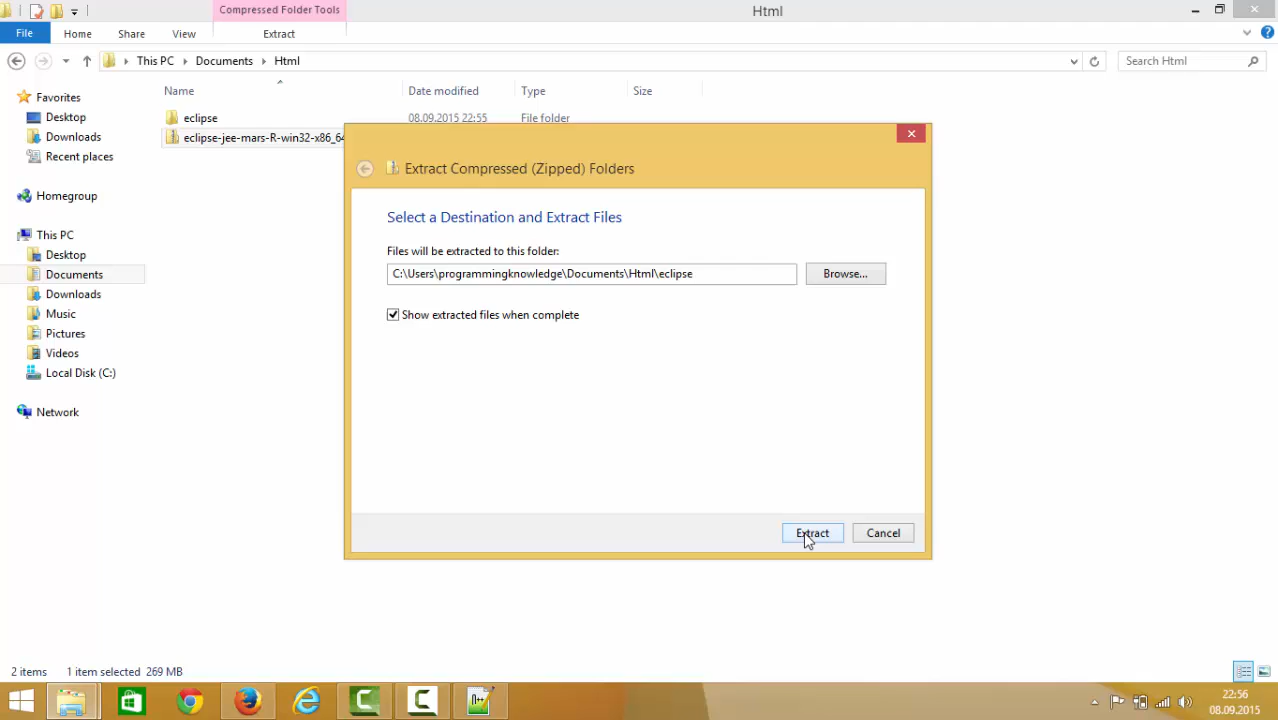 Compressed Folder Tools
Html
File Home Share View Extract
This PC Documents Html
Search Html
Name Date modified Type Size
Favorites
Desktop
Downloads
Recent places
Homegroup
This PC
Desktop
Documents
Downloads
Music
Pictures
Videos
Local Disk (C:)
Network
eclipse 08.09.2015 22:55 File folder
eclipse-jee-mars-R-win32-x86_64
Extract Compressed (Zipped) Folders
Select a Destination and Extract Files
Files will be extracted to this folder:
C:\Users\programmingknowledge\Documents\Html\eclipse
Browse...
Show extracted files when complete
Extract Cancel
2 items 1 item selected 269 MB
22:56
08.09.2015